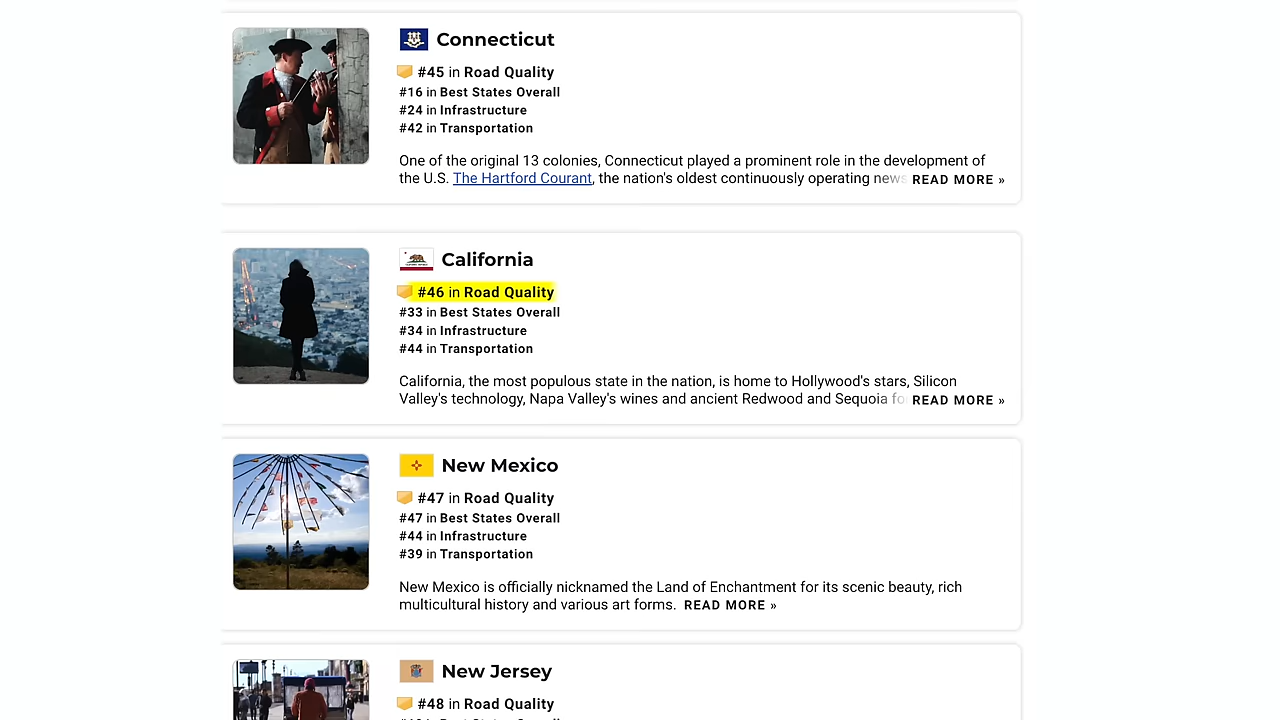 Connecticut
#45 in Road Quality
#16 in Best States Overall
#24 in Infrastructure
#42 in Transportation
One of the original 13 colonies, Connecticut played a prominent role in the development of
the U.S. The Hartford Courant, the nation's oldest continuously operating news READ MORE »
California
#46 in Road Quality
#33 in Best States Overall
#34 in Infrastructure
#44 in Transportation
California, the most populous state in the nation, is home to Hollywood's stars, Silicon
Valley's technology, Napa Valley's wines and ancient Redwood and Sequoia fo READ MORE »
New Mexico
#47 in Road Quality
#47 in Best States Overall
#44 in Infrastructure
#39 in Transportation
New Mexico is officially nicknamed the Land of Enchantment for its scenic beauty, rich
multicultural history and various art forms. READ MORE »
New Jersey
#48 in Road Quality